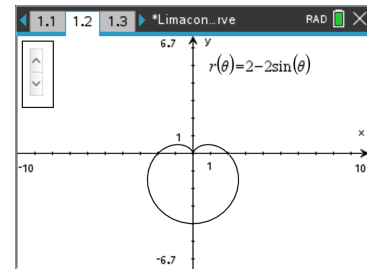 1.1 1.2 1.3 *Limacon...rve RAD
6.7 y
r(θ)=2−2sin(θ)
1
x
-10 1 10
-6.7